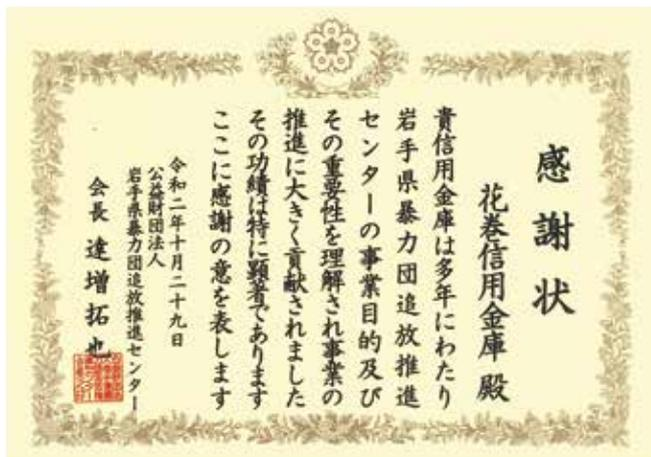 感謝状
花巻信用金庫殿
貴信用金庫は多年にわたり
岩手県暴力団追放推進
センターの事業目的及び
その重要性を理解され事業の
推進に大きく貢献されました
その功績は特に顕著であります
ここに感謝の意を表します
令和二年十月二十九日
公益財団法人
岩手県暴力団追放推進センター
会長 達増拓也